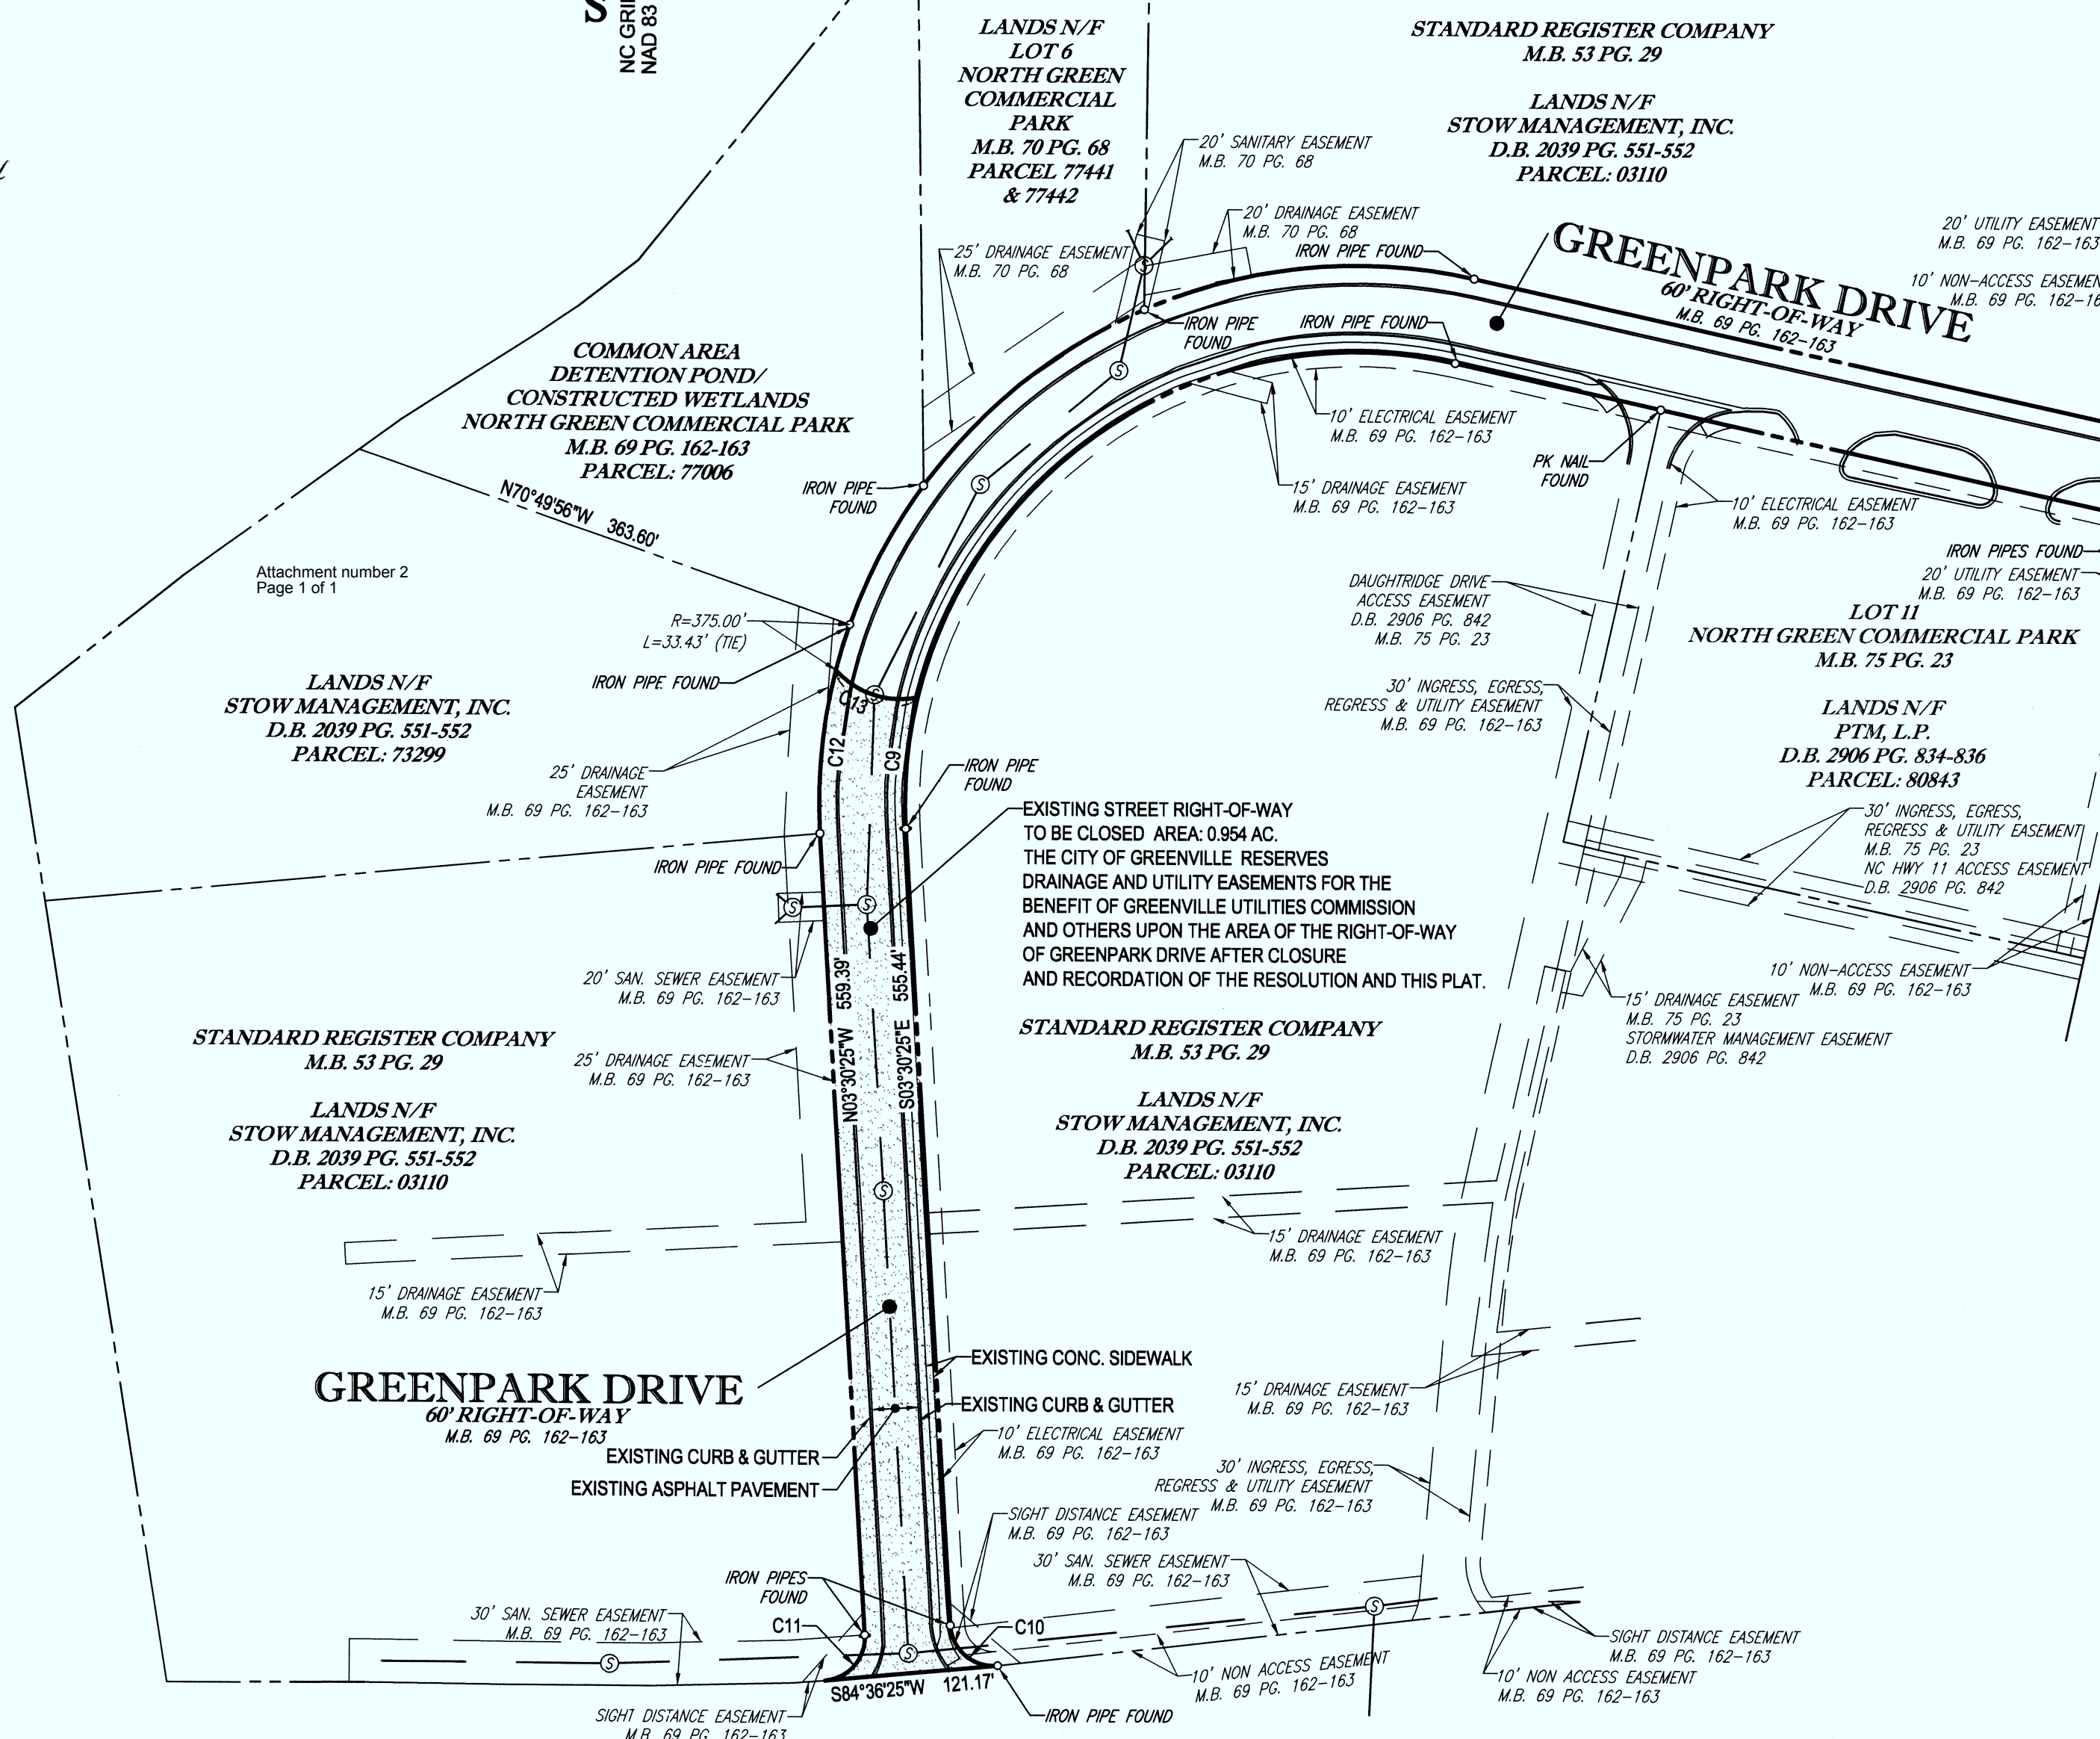 S
NC GRI
NAD 83
LANDS N/F
LOT 6
NORTH GREEN
COMMERCIAL
PARK
M.B. 70 PG. 68
PARCEL 77441
& 77442
STANDARD REGISTER COMPANY
M.B. 53 PG. 29
LANDS N/F
STOW MANAGEMENT, INC.
D.B. 2039 PG. 551-552
PARCEL: 03110
20' SANITARY EASEMENT
M.B. 70 PG. 68
20' DRAINAGE EASEMENT
M.B. 70 PG. 68
IRON PIPE FOUND
25' DRAINAGE EASEMENT
M.B. 70 PG. 68
GREENPARK DRIVE
60' RIGHT-OF-WAY
M.B. 69 PG. 162-163
20' UTILITY EASEMENT
M.B. 69 PG. 162-163
10' NON-ACCESS EASEMEN
M.B. 69 PG. 162-16
IRON PIPE
FOUND
IRON PIPE FOUND
COMMON AREA
DETENTION POND/
CONSTRUCTED WETLANDS
NORTH GREEN COMMERCIAL PARK
M.B. 69 PG. 162-163
PARCEL: 77006
10' ELECTRICAL EASEMENT
M.B. 69 PG. 162-163
PK NAIL
FOUND
IRON PIPE
FOUND
15' DRAINAGE EASEMENT
M.B. 69 PG. 162-163
10' ELECTRICAL EASEMENT
M.B. 69 PG. 162-163
N70°49'56"W 363.60'
IRON PIPES FOUND
20' UTILITY EASEMENT
M.B. 69 PG. 162-163
Attachment number 2
Page 1 of 1
DAUGHTRIDGE DRIVE
ACCESS EASEMENT
D.B. 2906 PG. 842
M.B. 75 PG. 23
LOT 11
NORTH GREEN COMMERCIAL PARK
M.B. 75 PG. 23
R=375.00'
L=33.43' (TIE)
IRON PIPE FOUND
LANDS N/F
STOW MANAGEMENT, INC.
D.B. 2039 PG. 551-552
PARCEL: 73299
C13
C12
C9
30' INGRESS, EGRESS,
REGRESS & UTILITY EASEMENT
M.B. 69 PG. 162-163
LANDS N/F
PTM, L.P.
D.B. 2906 PG. 834-836
PARCEL: 80843
25' DRAINAGE
EASEMENT
M.B. 69 PG. 162-163
IRON PIPE
FOUND
EXISTING STREET RIGHT-OF-WAY
TO BE CLOSED AREA: 0.954 AC.
THE CITY OF GREENVILLE RESERVES
DRAINAGE AND UTILITY EASEMENTS FOR THE
BENEFIT OF GREENVILLE UTILITIES COMMISSION
AND OTHERS UPON THE AREA OF THE RIGHT-OF-WAY
OF GREENPARK DRIVE AFTER CLOSURE
AND RECORDATION OF THE RESOLUTION AND THIS PLAT.
30' INGRESS, EGRESS,
REGRESS & UTILITY EASEMENT
M.B. 75 PG. 23
NC HWY 11 ACCESS EASEMENT
D.B. 2906 PG. 842
IRON PIPE FOUND
20' SAN. SEWER EASEMENT
M.B. 69 PG. 162-163
N03°30'25"W 559.39'
S03°30'25"E 555.44'
10' NON-ACCESS EASEMENT
M.B. 69 PG. 162-163
15' DRAINAGE EASEMENT
M.B. 75 PG. 23
STORMWATER MANAGEMENT EASEMENT
D.B. 2906 PG. 842
STANDARD REGISTER COMPANY
M.B. 53 PG. 29
LANDS N/F
STOW MANAGEMENT, INC.
D.B. 2039 PG. 551-552
PARCEL: 03110
25' DRAINAGE EASEMENT
M.B. 69 PG. 162-163
STANDARD REGISTER COMPANY
M.B. 53 PG. 29
LANDS N/F
STOW MANAGEMENT, INC.
D.B. 2039 PG. 551-552
PARCEL: 03110
15' DRAINAGE EASEMENT
M.B. 69 PG. 162-163
15' DRAINAGE EASEMENT
M.B. 69 PG. 162-163
GREENPARK DRIVE
60' RIGHT-OF-WAY
M.B. 69 PG. 162-163
EXISTING CONC. SIDEWALK
EXISTING CURB & GUTTER
15' DRAINAGE EASEMENT
M.B. 69 PG. 162-163
EXISTING CURB & GUTTER
EXISTING ASPHALT PAVEMENT
10' ELECTRICAL EASEMENT
M.B. 69 PG. 162-163
30' INGRESS, EGRESS,
REGRESS & UTILITY EASEMENT
M.B. 69 PG. 162-163
SIGHT DISTANCE EASEMENT
M.B. 69 PG. 162-163
30' SAN. SEWER EASEMENT
M.B. 69 PG. 162-163
IRON PIPES
FOUND
30' SAN. SEWER EASEMENT
M.B. 69 PG. 162-163
C11
C10
S84°36'25"W 121.17'
10' NON ACCESS EASEMENT
M.B. 69 PG. 162-163
SIGHT DISTANCE EASEMENT
M.B. 69 PG. 162-163
10' NON ACCESS EASEMENT
M.B. 69 PG. 162-163
SIGHT DISTANCE EASEMENT
M.B. 69 PG. 162-163
IRON PIPE FOUND
S
S
S
S
S
S
S
S
S
S